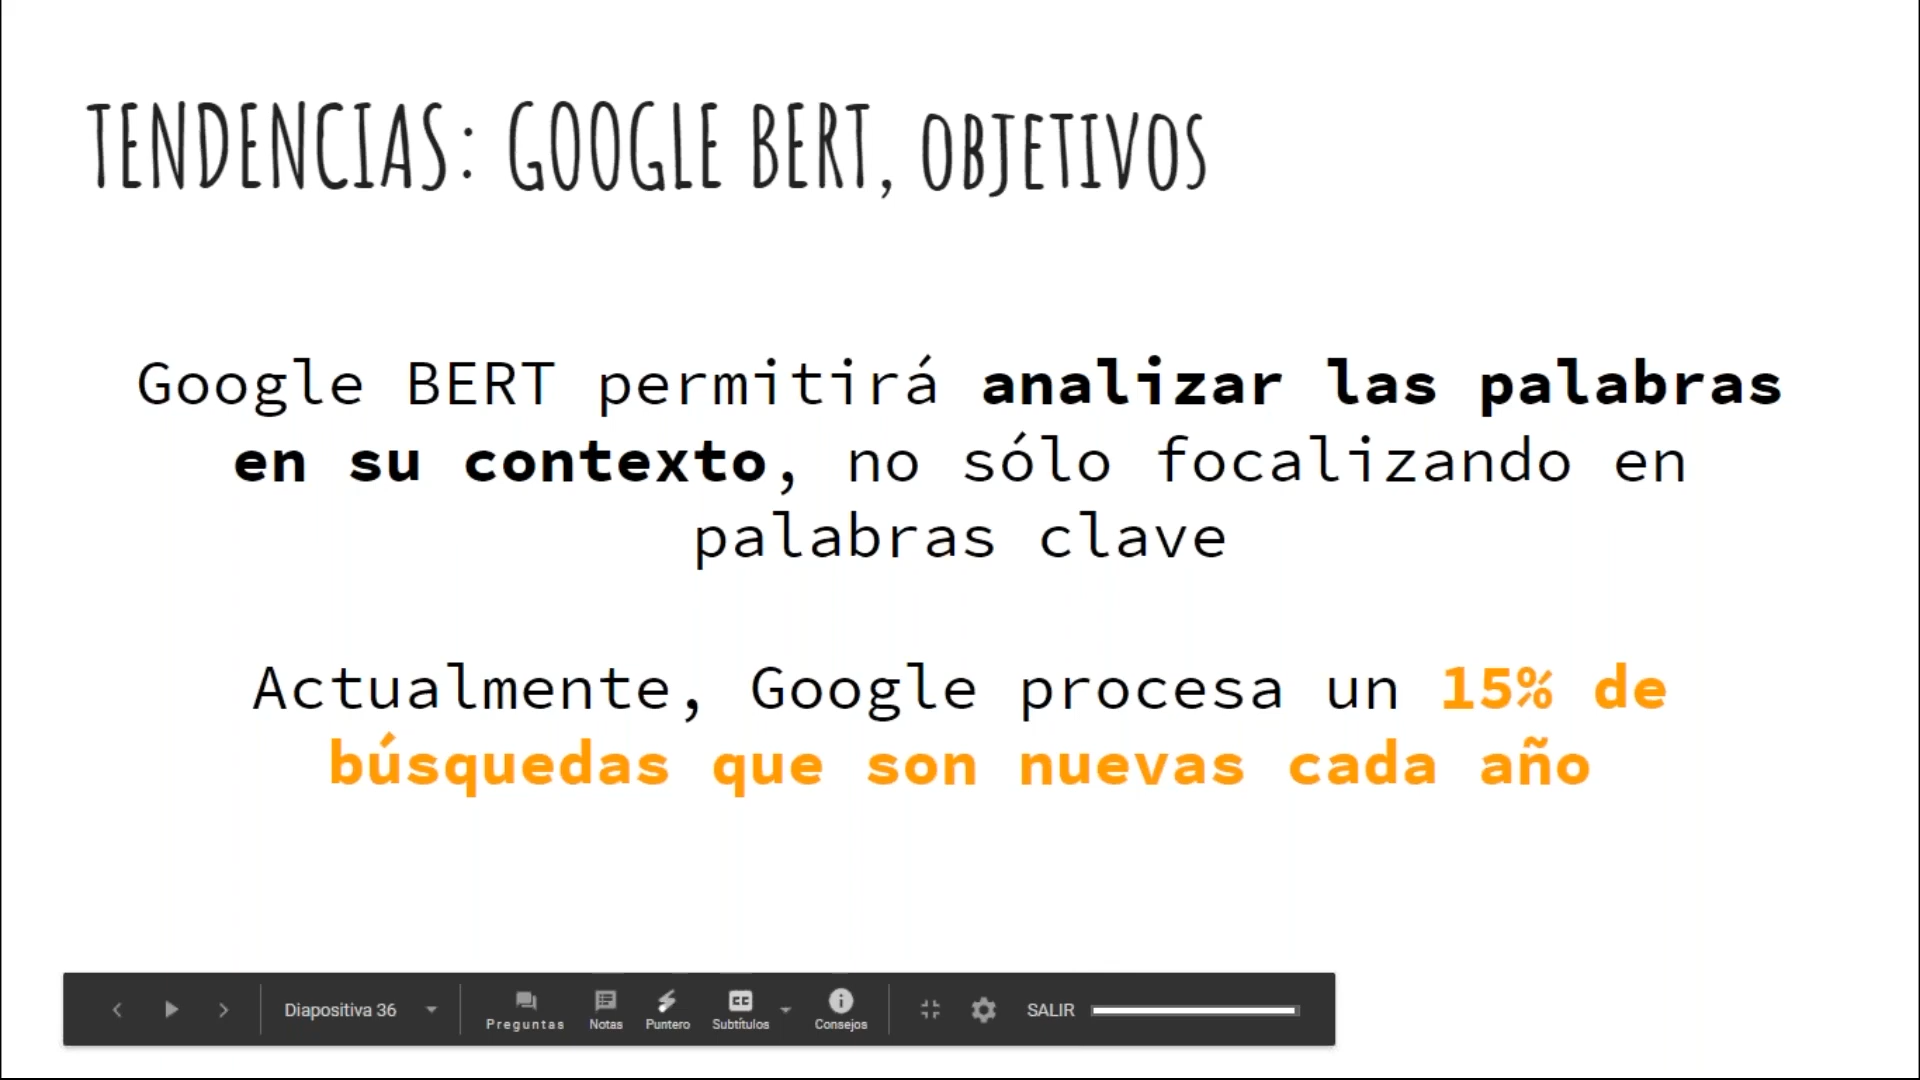 TENDENCIAS: GOOGLE BERT, OBJETIVOS
Google BERT permitirá analizar las palabras
en su contexto, no sólo focalizando en
palabras clave
Actualmente, Google procesa un 15% de
búsquedas que son nuevas cada año
Diapositiva 36
Preguntas
Notas
Puntero
Subtítulos
Consejos
SALIR